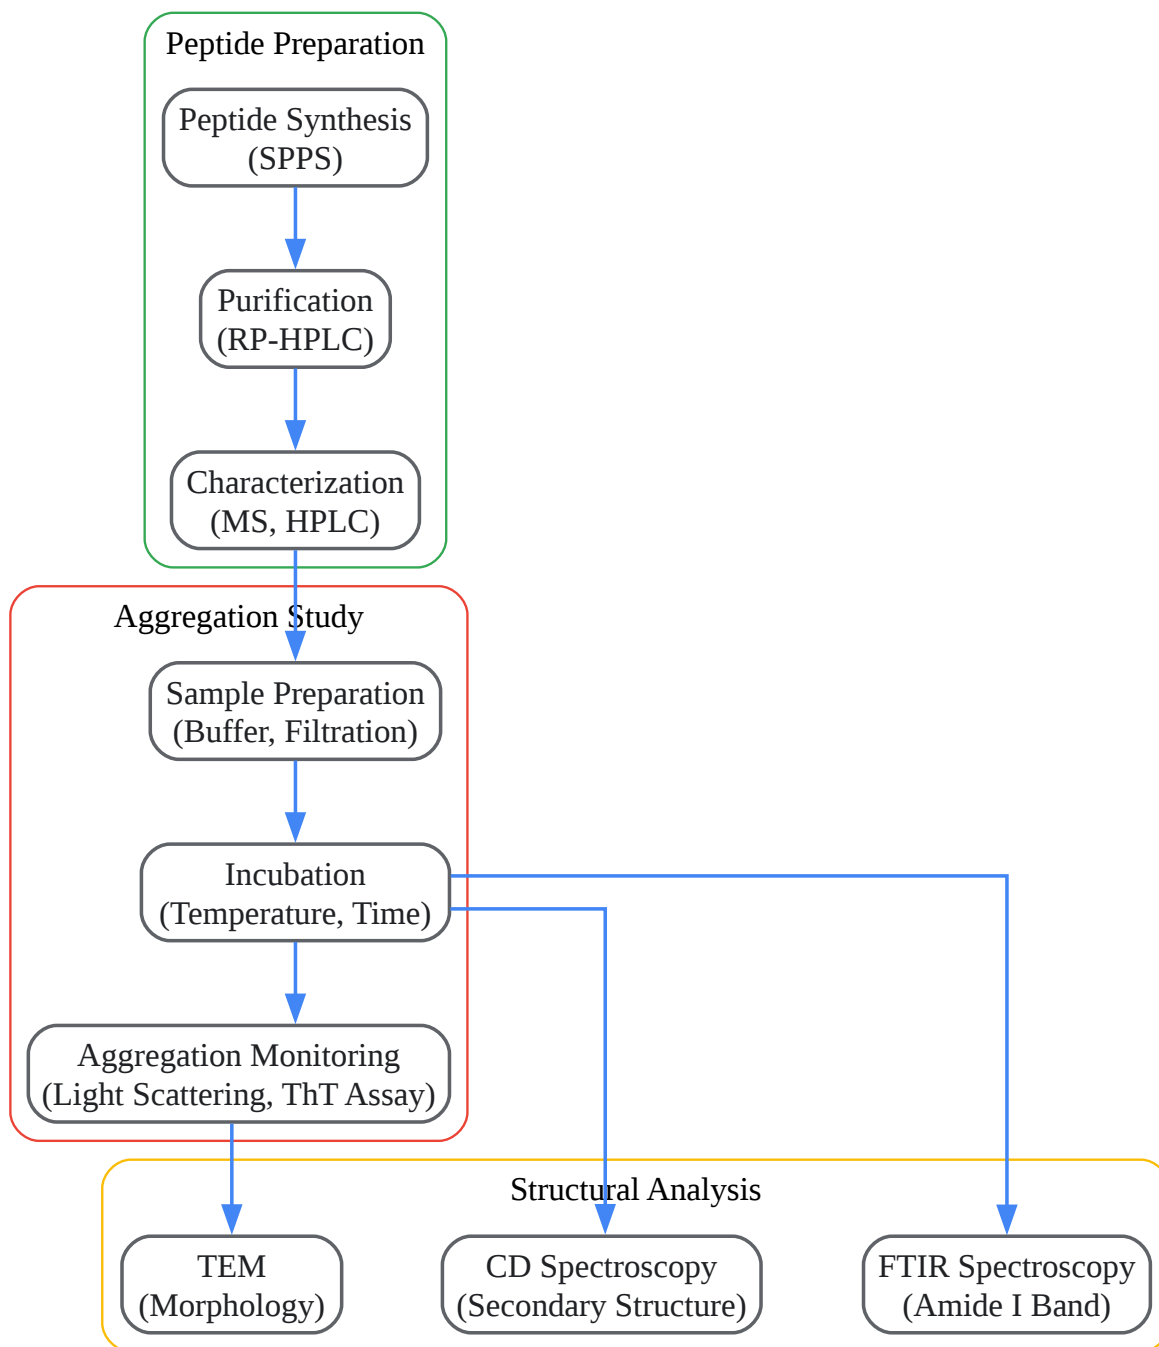 Peptide Preparation
Peptide Synthesis
(SPPS)
Purification
(RP-HPLC)
Characterization
(MS, HPLC)
Aggregation Study
Sample Preparation
(Buffer, Filtration)
Incubation
(Temperature, Time)
Aggregation Monitoring
(Light Scattering, ThT Assay)
Structural Analysis
TEM
(Morphology)
CD Spectroscopy
(Secondary Structure)
FTIR Spectroscopy
(Amide I Band)